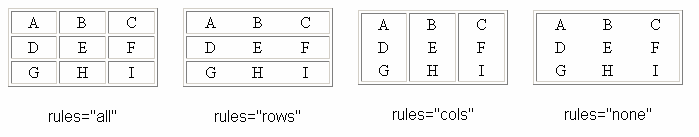 A B C
D E F
G H I
rules="all"
A B C
D E F
G H I
rules="rows"
A B C
D E F
G H I
rules="cols"
A B C
D E F
G H I
rules="none"